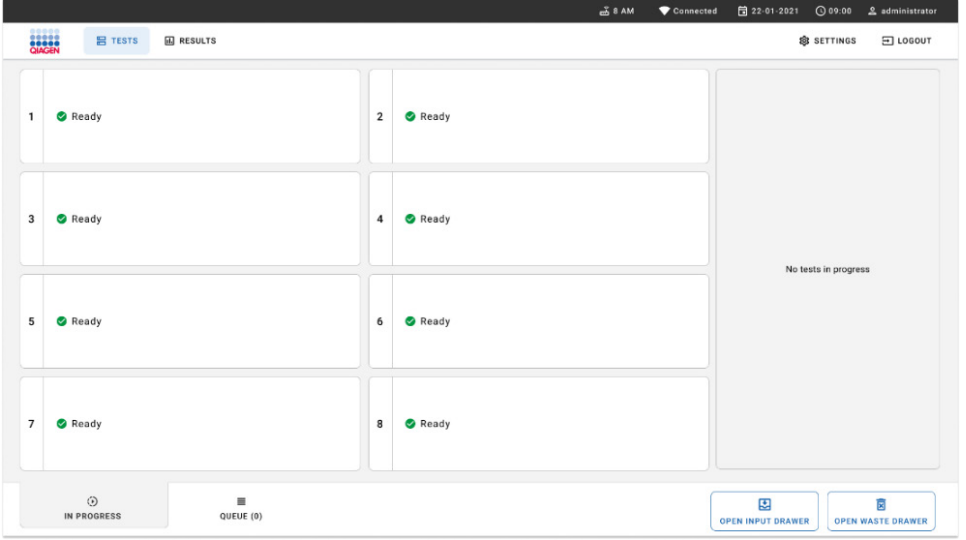 8 AM Connected 22-01-2021 09:00 administrator
QIAGEN TESTS RESULTS SETTINGS LOGOUT
1 Ready 2 Ready
3 Ready 4 Ready
No tests in progress
5 Ready 6 Ready
7 Ready 8 Ready
IN PROGRESS QUEUE (0) OPEN INPUT DRAWER OPEN WASTE DRAWER